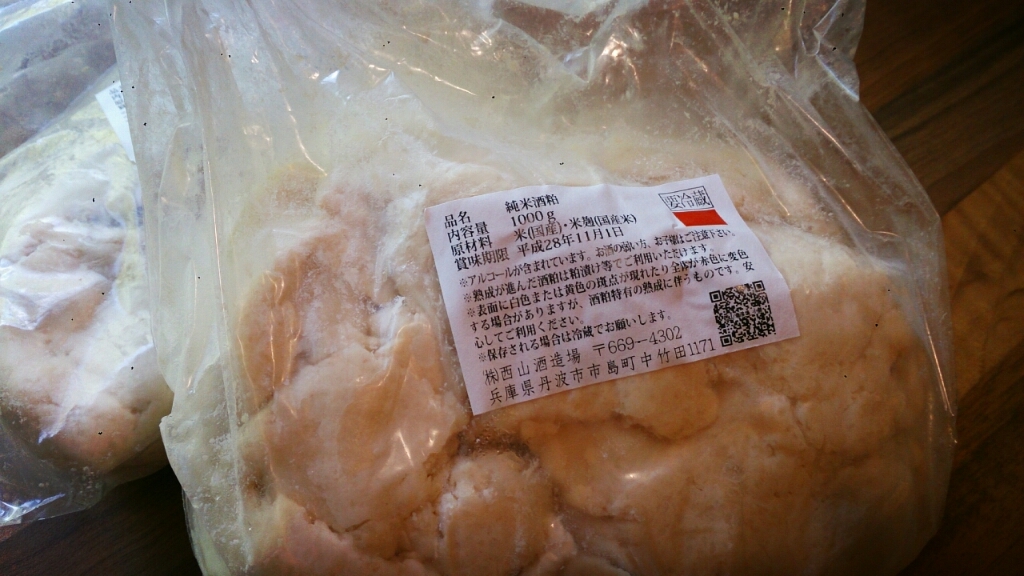 品名 純米酒粕
内容量 1000g
原材料 米(国産)・米麹(国産米)
賞味期限 平成28年11月1日
要冷蔵
※アルコールが含まれています。お酒の強い方、お子様はご注意下さい。
※熟成が進んだ酒粕は粕漬け等でご利用いただけます。
※表面に白色または黄色の斑点が現れたり全体が茶色に変色
する場合がありますが、酒粕特有の熟成に伴うものです。安
心してご利用ください。
※保存される場合は冷蔵でお願いします。
㈱西山酒造場 〒669-4302
兵庫県丹波市市島町中竹田1171